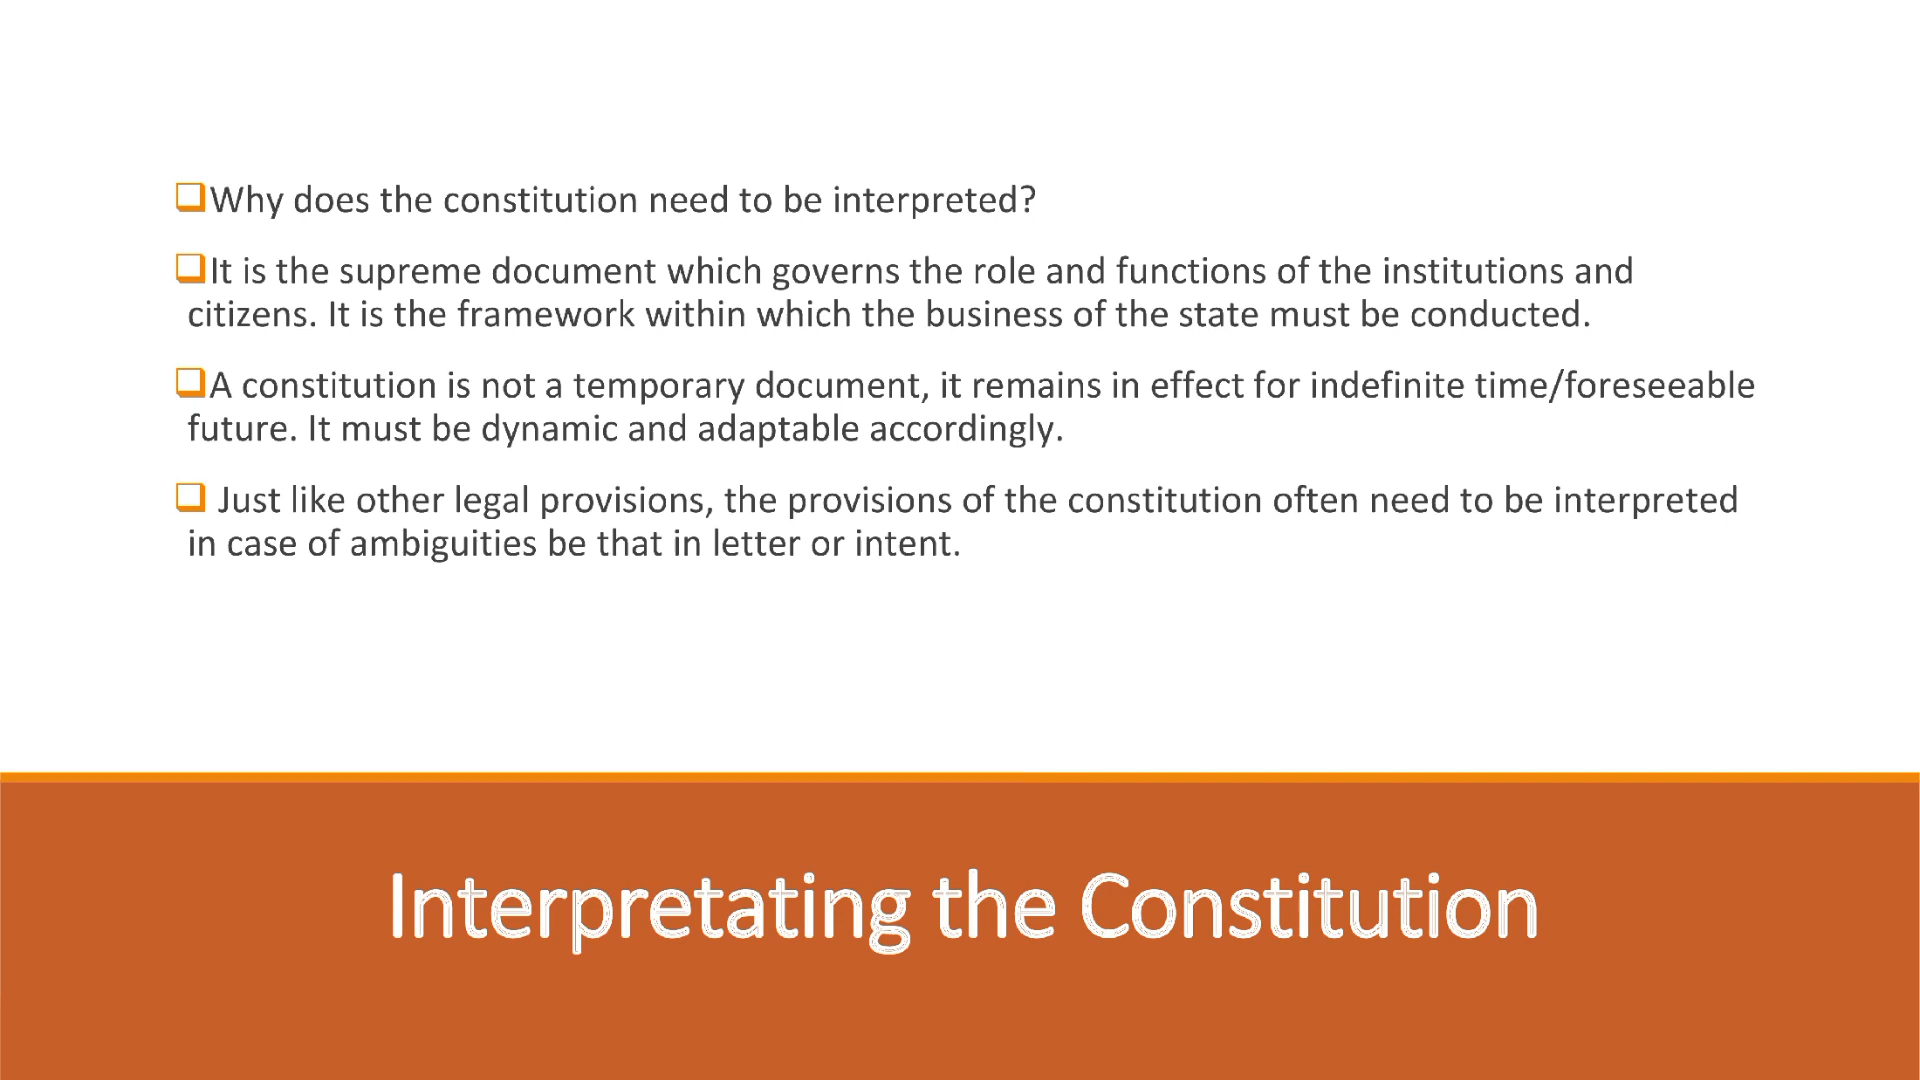 Why does the constitution need to be interpreted?
It is the supreme document which governs the role and functions of the institutions and
citizens. It is the framework within which the business of the state must be conducted.
A constitution is not a temporary document, it remains in effect for indefinite time/foreseeable
future. It must be dynamic and adaptable accordingly.
Just like other legal provisions, the provisions of the constitution often need to be interpreted
in case of ambiguities be that in letter or intent.
Interpretating the Constitution